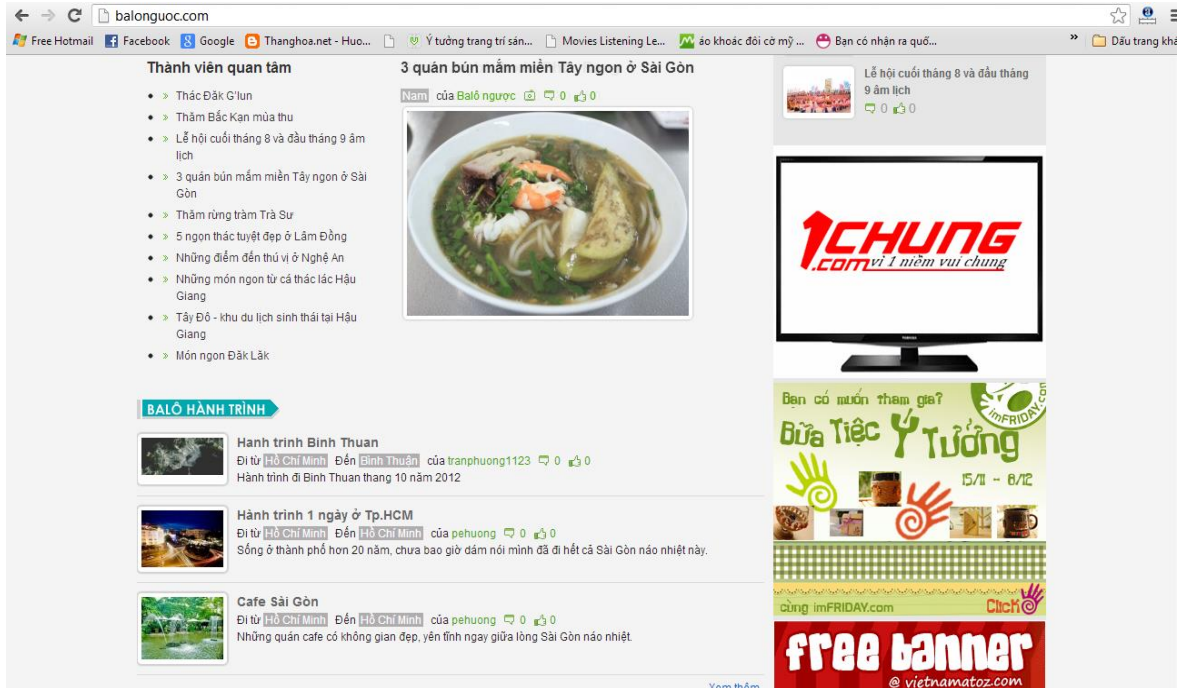 balonguoc.com
Free Hotmail
Facebook
Google
Thanghoa.net - Huo...
Ý tưởng trang trí sán...
Movies Listening Le...
áo khoác đôi cở mỹ ...
Bạn có nhận ra quố...
»
Dấu trang khá
Thành viên quan tâm
» Thác Đăk G'lun
» Thăm Bắc Kạn mùa thu
» Lễ hội cuối tháng 8 và đầu tháng 9 âm
lịch
» 3 quán bún mắm miền Tây ngon ở Sài
Gòn
» Thăm rừng tràm Trà Sư
» 5 ngọn thác tuyệt đẹp ở Lâm Đồng
» Những điểm đến thú vị ở Nghệ An
» Những món ngon từ cá thác lác Hậu
Giang
» Tây Đô - khu du lịch sinh thái tại Hậu
Giang
» Món ngon Đăk Lăk
3 quán bún mắm miền Tây ngon ở Sài Gòn
Nam của Balô ngược 0 0
BALÔ HÀNH TRÌNH
Hanh trinh Binh Thuan
Đi từ Hồ Chí Minh Đến Bình Thuận của tranphuong1123 0 0
Hành trình đi Binh Thuan thang 10 năm 2012
Hành trình 1 ngày ở Tp.HCM
Đi từ Hồ Chí Minh Đến Hồ Chí Minh của pehuong 0 0
Sống ở thành phố hơn 20 năm, chưa bao giờ dám nói mình đã đi hết cả Sài Gòn náo nhiệt này.
Cafe Sài Gòn
Đi từ Hồ Chí Minh Đến Hồ Chí Minh của pehuong 0 0
Những quán cafe có không gian đẹp, yên tĩnh ngay giữa lòng Sài Gòn náo nhiệt.
Xem thêm
Lễ hội cuối tháng 8 và đầu tháng
9 âm lịch
0 0
1CHUNG
.com vì 1 niềm vui chung
TOSHIBA
Bạn có muốn tham gia?
imFRIDAY.com
Bữa Tiệc Ý Tưởng
15/11 - 8/12
cùng imFRIDAY.com
Click
free banner
@ vietnamatoz.com